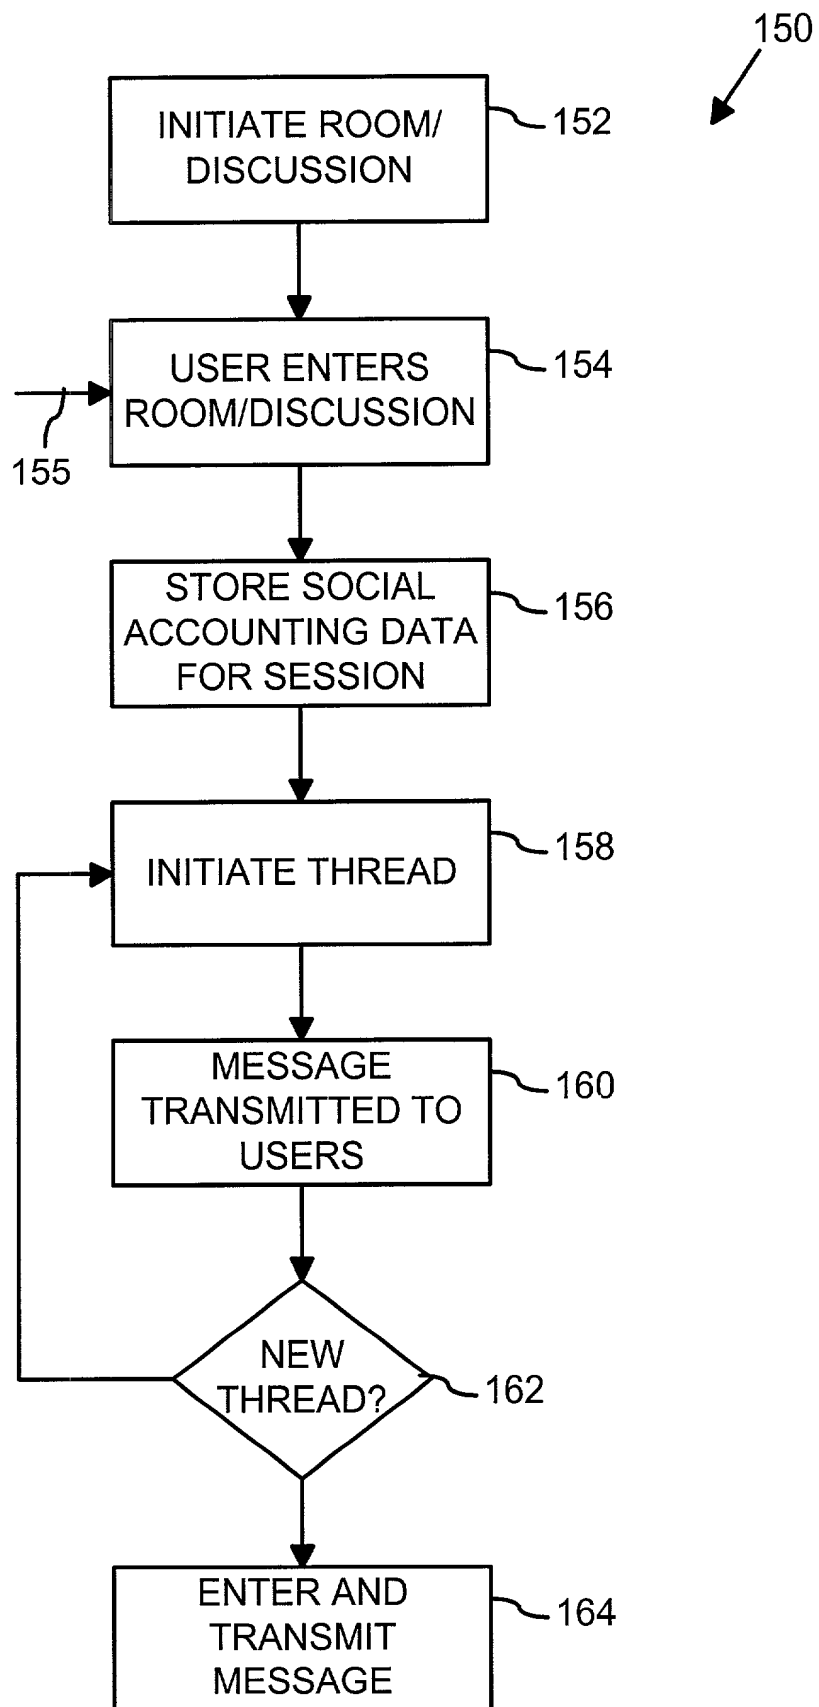 150
INITIATE ROOM/
DISCUSSION
152
USER ENTERS
ROOM/DISCUSSION
154
155
STORE SOCIAL
ACCOUNTING DATA
FOR SESSION
156
INITIATE THREAD
158
MESSAGE
TRANSMITTED TO
USERS
160
NEW
THREAD?
162
ENTER AND
TRANSMIT
MESSAGE
164